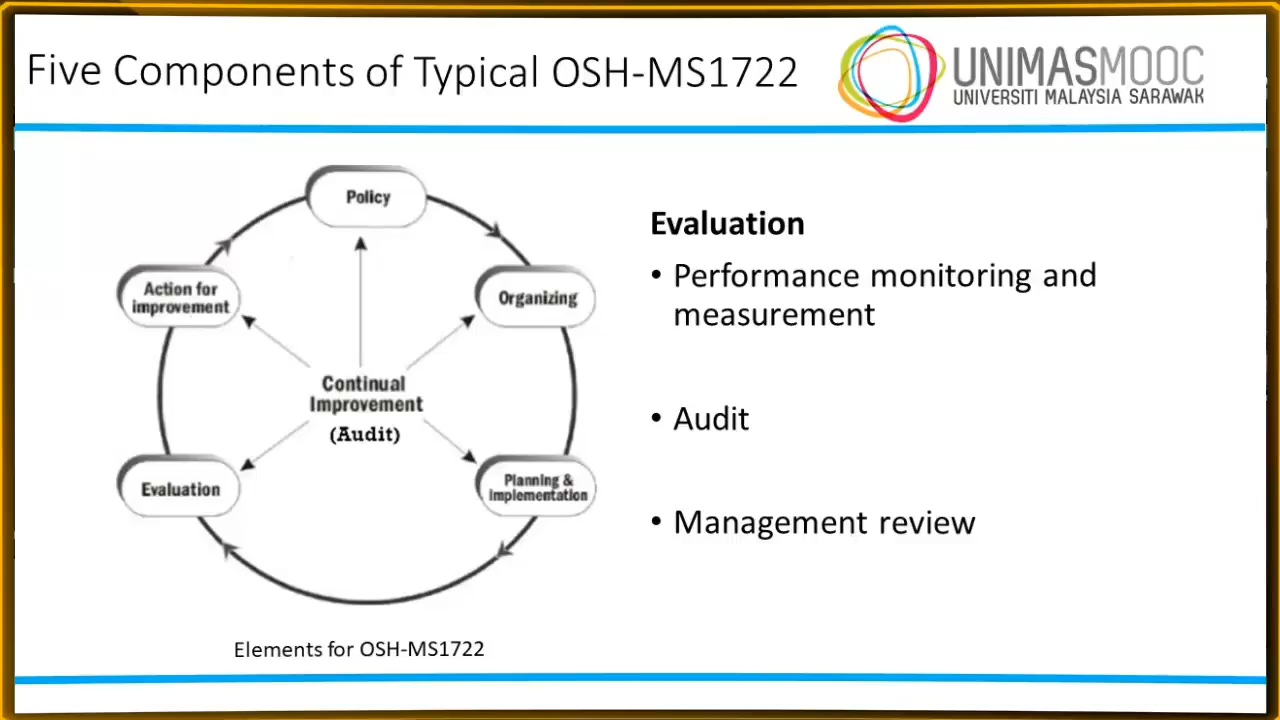 Five Components of Typical OSH-MS1722
UNIMASMOOC
UNIVERSITI MALAYSIA SARAWAK
Policy
Organizing
Planning &
Implementation
Evaluation
Action for
improvement
Continual
Improvement
(Audit)
Elements for OSH-MS1722
Evaluation
• Performance monitoring and
measurement
• Audit
• Management review